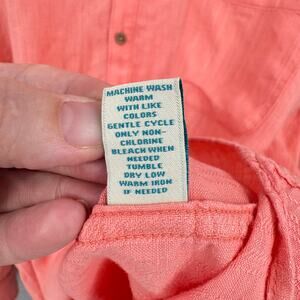 MACHINE WASH
WARM
WITH LIKE
COLORS
GENTLE CYCLE
ONLY NON-
CHLORINE
BLEACH WHEN
NEEDED
TUMBLE
DRY LOW
WARM IRON
IF NEEDED